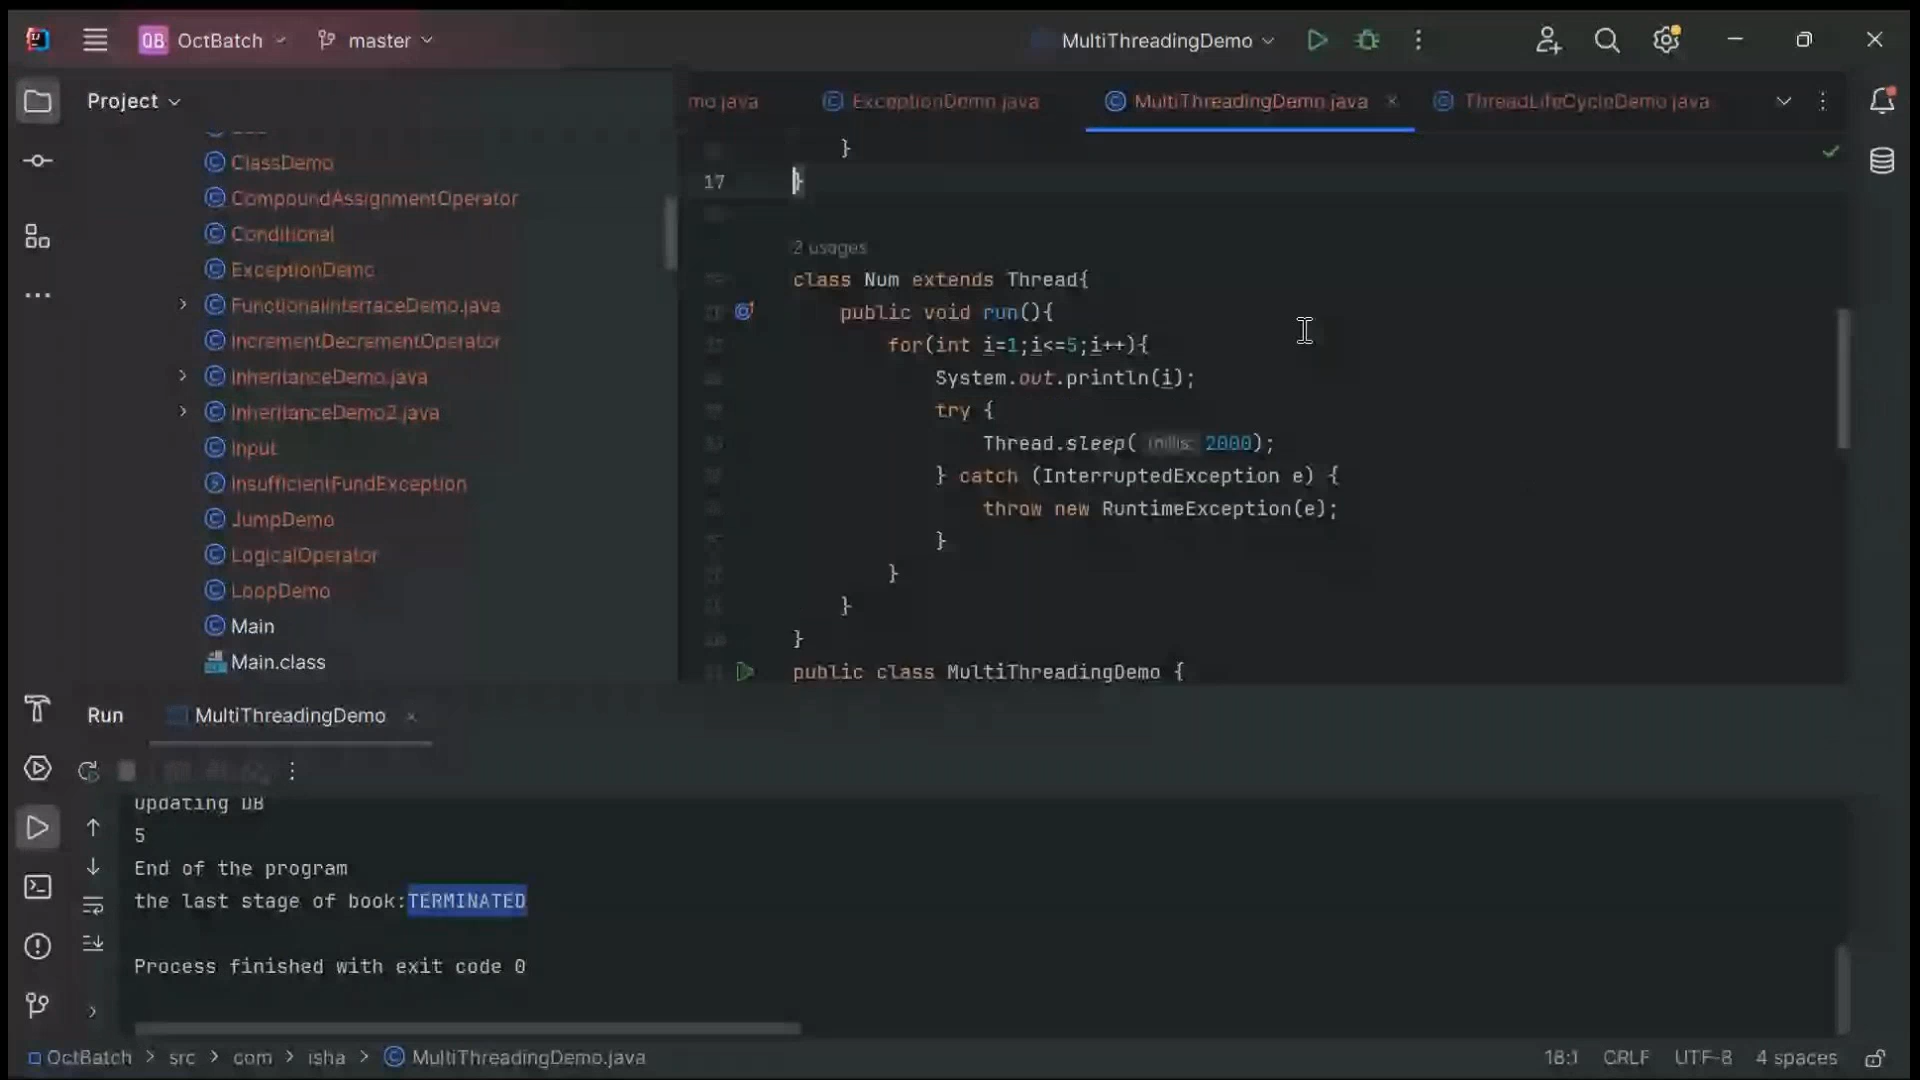 QB OctBatch master MultiThreadingDemo
Project
mo.java ExceptionDemo.java MultiThreadingDemo.java ThreadLifeCycleDemo.java
ClassDemo
CompoundAssignmentOperator
Conditional
ExceptionDemo
FunctionalInterfaceDemo.java
IncrementDecrementOperator
InheritanceDemo.java
InheritanceDemo2.java
Input
InsufficientFundException
JumpDemo
LogicalOperator
LoopDemo
Main
Main.class
}
17 }
2 usages
class Num extends Thread{
public void run(){
for(int i=1;i<=5;i++){
System.out.println(i);
try {
Thread.sleep( millis: 2000);
} catch (InterruptedException e) {
throw new RuntimeException(e);
}
}
}
}
public class MultiThreadingDemo {
Run MultiThreadingDemo
Updating DB
5
End of the program
the last stage of book:TERMINATED
Process finished with exit code 0
OctBatch > src > com > isha > MultiThreadingDemo.java 18:1 CRLF UTF-8 4 spaces